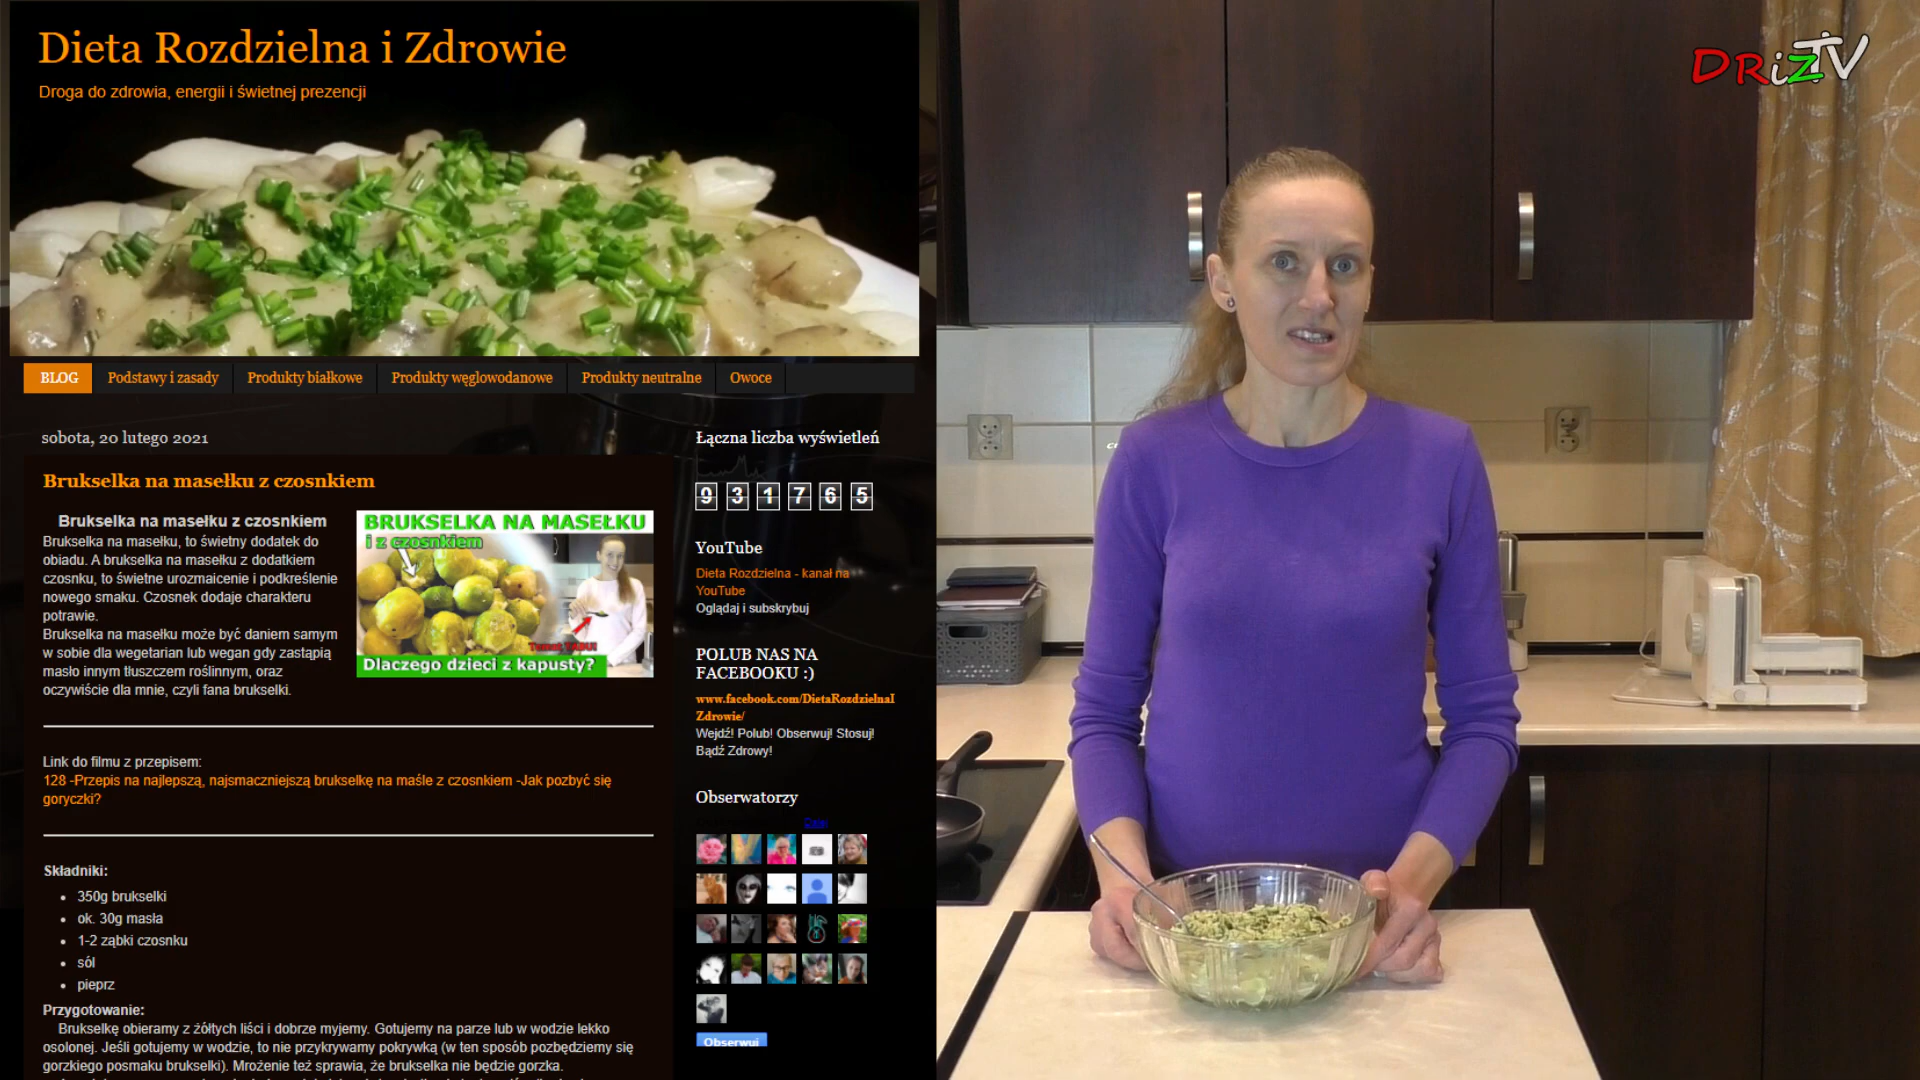 Dieta Rozdzielna i Zdrowie
Droga do zdrowia, energii i świetnej prezencji
DRiZTV
BLOG
Podstawy i zasady
Produkty białkowe
Produkty węglowodanowe
Produkty neutralne
Owoce
sobota, 20 lutego 2021
Brukselka na masełku z czosnkiem
Brukselka na masełku z czosnkiem
Brukselka na masełku, to świetny dodatek do
obiadu. A brukselka na masełku z dodatkiem
czosnku, to świetne urozmaicenie i podkreślenie
nowego smaku. Czosnek dodaje charakteru
potrawie.
Brukselka na masełku może być daniem samym
w sobie dla wegetarian lub wegan gdy zastąpią
masło innym tłuszczem roślinnym, oraz
oczywiście dla mnie, czyli fana brukselki.
BRUKSELKA NA MASEŁKU
i z czosnkiem
Temat TABU!
Dlaczego dzieci z kapusty?
Link do filmu z przepisem:
128 -Przepis na najlepszą, najsmaczniejszą brukselkę na maśle z czosnkiem -Jak pozbyć się
goryczki?
Składniki:
350g brukselki
ok. 30g masła
1-2 ząbki czosnku
sól
pieprz
Przygotowanie:
Brukselkę obieramy z żółtych liści i dobrze myjemy. Gotujemy na parze lub w wodzie lekko
osolonej. Jeśli gotujemy w wodzie, to nie przykrywamy pokrywką (w ten sposób pozbędziemy się
gorzkiego posmaku brukselki). Mrożenie też sprawia, że brukselka nie będzie gorzka.
Łączna liczba wyświetleń
931765
YouTube
Dieta Rozdzielna - kanał na
YouTube
Oglądaj i subskrybuj
POLUB NAS NA
FACEBOOKU :)
www.facebook.com/DietaRozdzielnaI
Zdrowie/
Wejdź! Polub! Obserwuj! Stosuj!
Bądź Zdrowy!
Obserwatorzy
Obserwuj